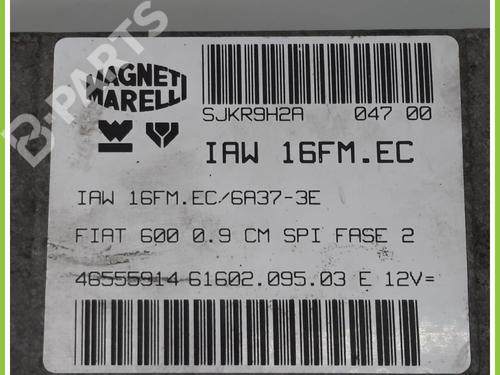 B-PARTS
MAGNETI
MARELLI
SJKR9H2A 047 00
IAW 16FM.EC
IAW 16FM.EC/6A37-3E
FIAT 600 0.9 CM SPI FASE 2
46555914 61602.095.03 E 12V=